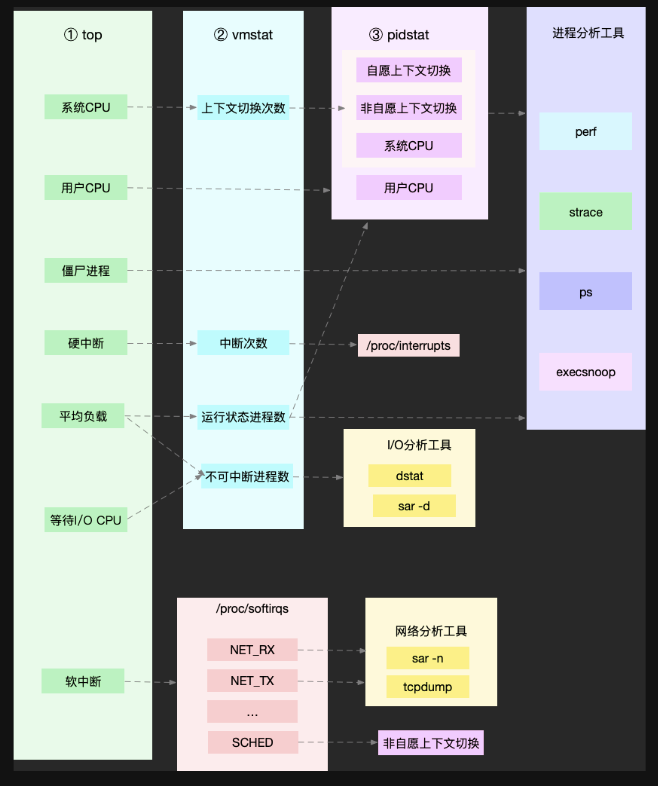 ① top
系统CPU
用户CPU
僵尸进程
硬中断
平均负载
等待I/O CPU
软中断
② vmstat
上下文切换次数
中断次数
运行状态进程数
不可中断进程数
③ pidstat
自愿上下文切换
非自愿上下文切换
系统CPU
用户CPU
/proc/interrupts
I/O分析工具
dstat
sar -d
进程分析工具
perf
strace
ps
execsnoop
/proc/softirqs
NET_RX
NET_TX
...
SCHED
网络分析工具
sar -n
tcpdump
非自愿上下文切换